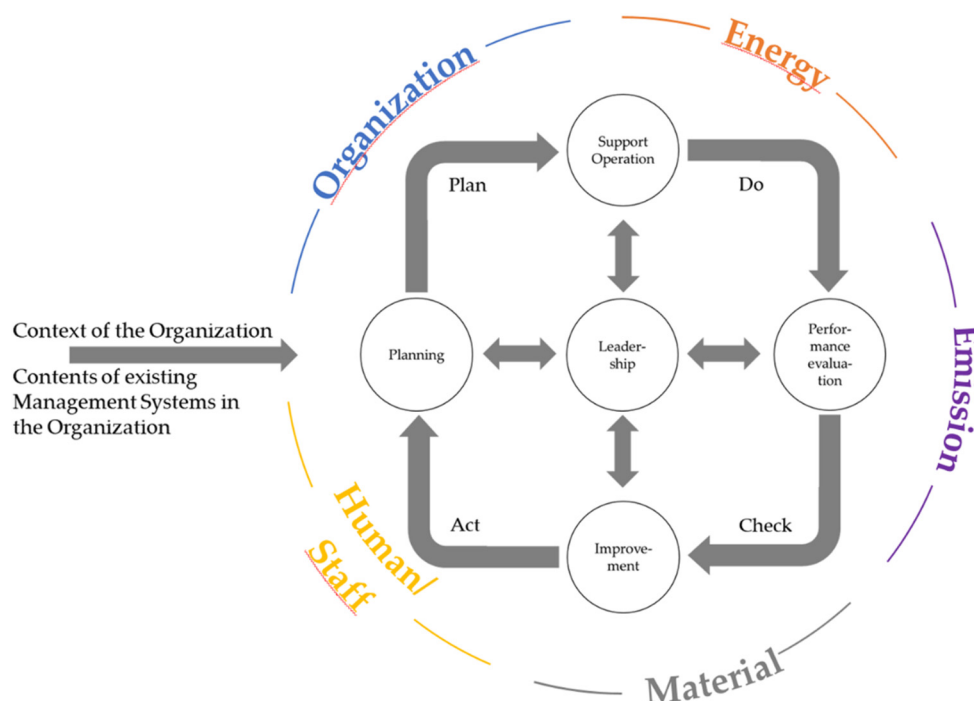 Organization
Energy
Support
Operation
Plan
Do
Context of the Organization
Contents of existing
Management Systems in
the Organization
Planning
Leader-
ship
Perfor-
mance
evalua-
tion
Emission
Act
Check
Improve-
ment
Human/
Staff
Material